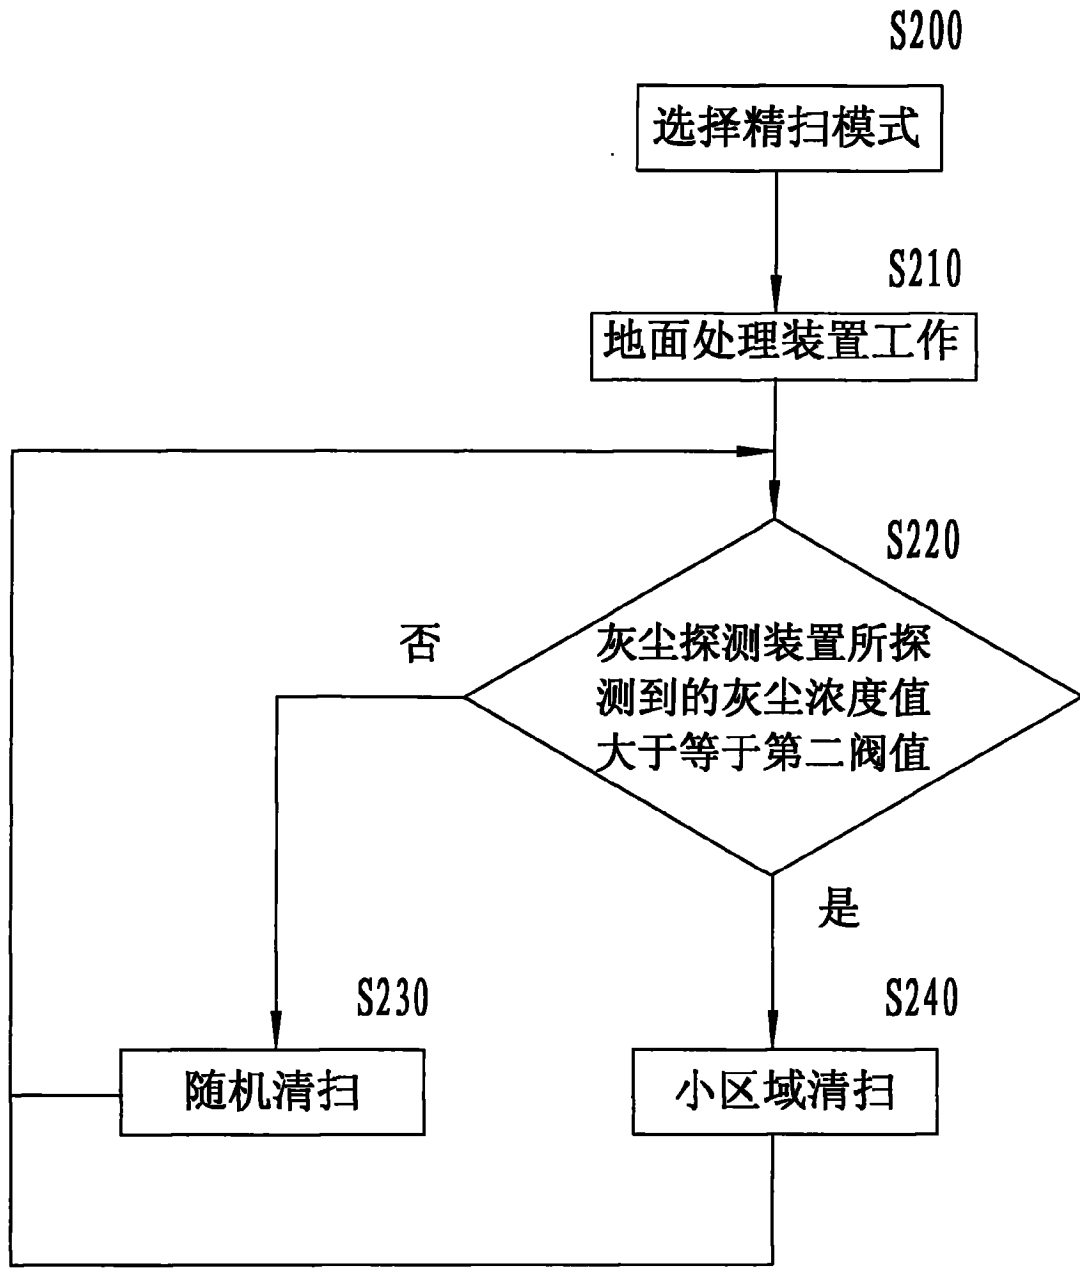 S200
选择精扫模式
S210
地面处理装置工作
S220
否
灰尘探测装置所探
测到的灰尘浓度值
大于等于第二阀值
是
S230
S240
随机清扫
小区域清扫